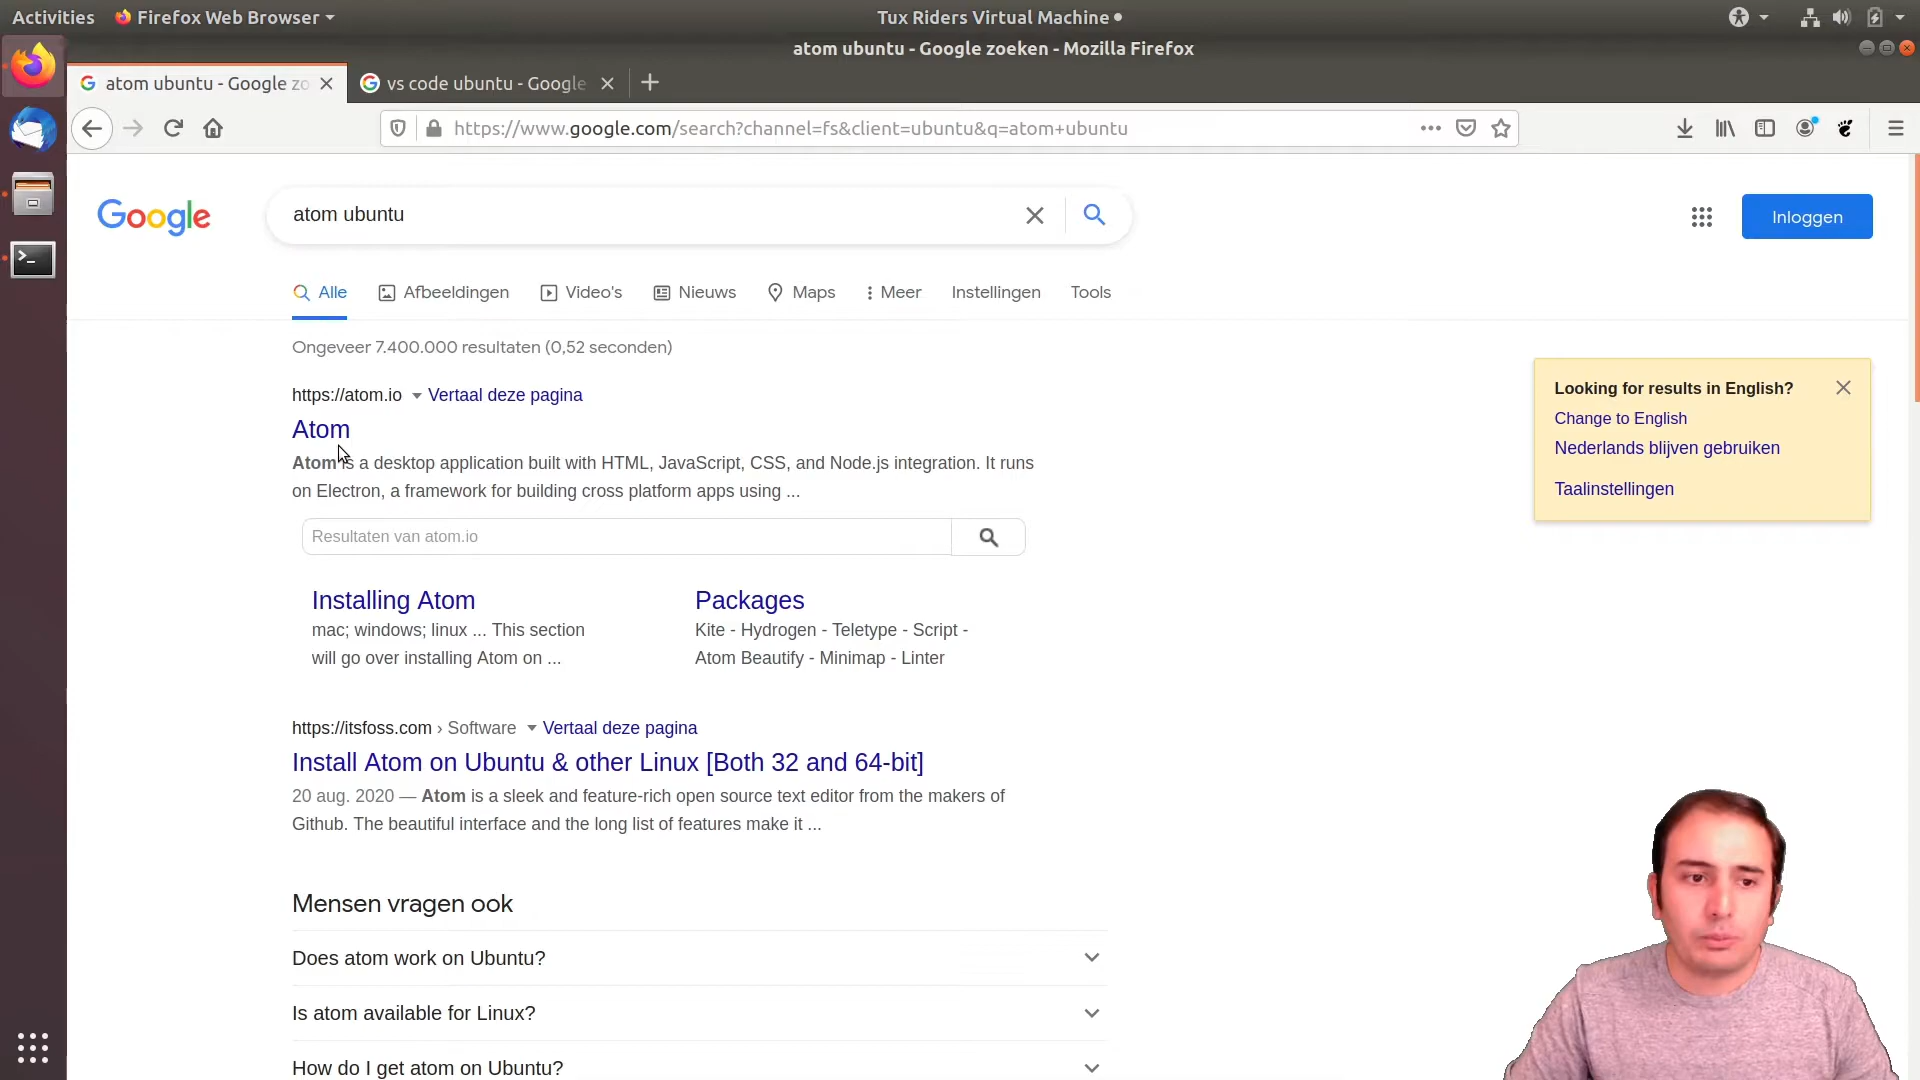 Activities
Firefox Web Browser
Tux Riders Virtual Machine
atom ubuntu - Google zoeken - Mozilla Firefox
atom ubuntu - Google zo
vs code ubuntu - Google
https://www.google.com/search?channel=fs&client=ubuntu&q=atom+ubuntu
Google
atom ubuntu
Inloggen
Alle
Afbeeldingen
Video's
Nieuws
Maps
Meer
Instellingen
Tools
Ongeveer 7.400.000 resultaten (0,52 seconden)
https://atom.io
Vertaal deze pagina
Atom
Atom is a desktop application built with HTML, JavaScript, CSS, and Node.js integration. It runs
on Electron, a framework for building cross platform apps using ...
Resultaten van atom.io
Installing Atom
mac; windows; linux ... This section
will go over installing Atom on ...
Packages
Kite - Hydrogen - Teletype - Script -
Atom Beautify - Minimap - Linter
https://itsfoss.com › Software
Vertaal deze pagina
Install Atom on Ubuntu & other Linux [Both 32 and 64-bit]
20 aug. 2020 — Atom is a sleek and feature-rich open source text editor from the makers of
Github. The beautiful interface and the long list of features make it ...
Mensen vragen ook
Does atom work on Ubuntu?
Is atom available for Linux?
How do I get atom on Ubuntu?
Looking for results in English?
Change to English
Nederlands blijven gebruiken
Taalinstellingen